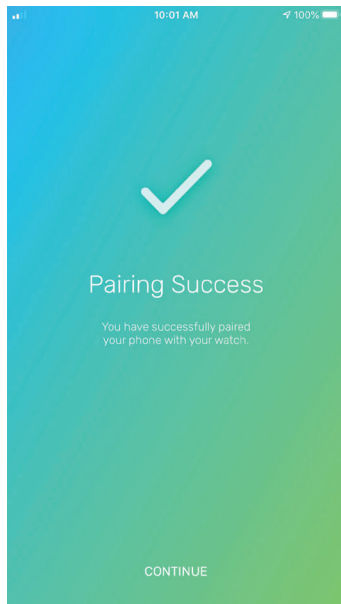 10:01 AM 100%
Pairing Success
You have successfully paired
your phone with your watch.
CONTINUE